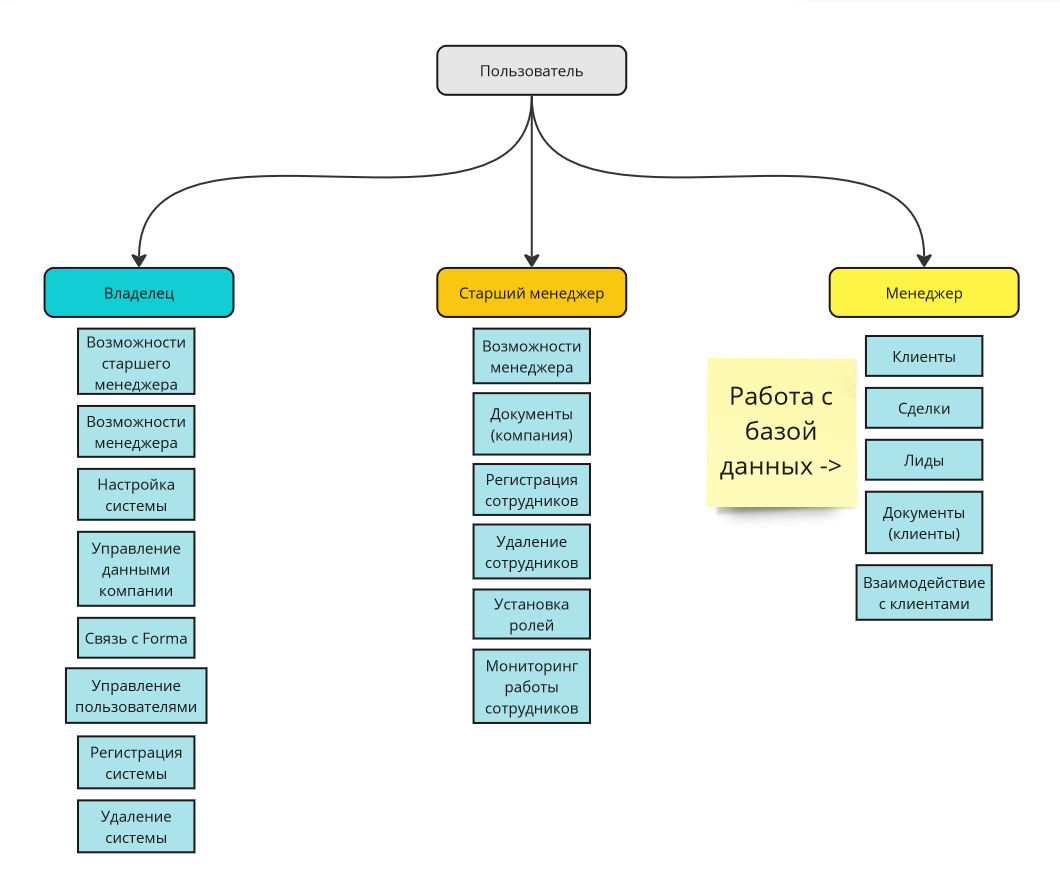 Пользователь
Владелец
Возможности
старшего
менеджера
Возможности
менеджера
Настройка
системы
Управление
данными
компании
Связь с Forma
Управление
пользователями
Регистрация
системы
Удаление
системы
Старший менеджер
Возможности
менеджера
Документы
(компания)
Регистрация
сотрудников
Удаление
сотрудников
Установка
ролей
Мониторинг
работы
сотрудников
Работа с
базой
данных ->
Менеджер
Клиенты
Сделки
Лиды
Документы
(клиенты)
Взаимодействие
с клиентами